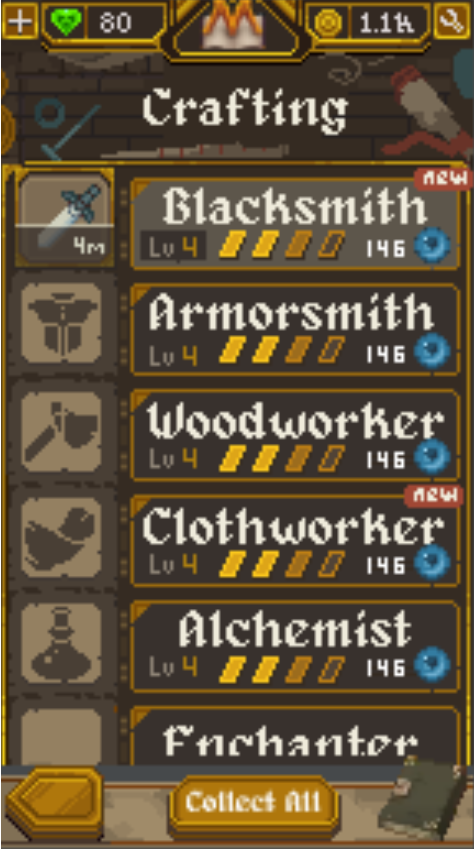 80 1.1k
Crafting
new
Blacksmith
4m
Lv 4 146
Armorsmith
Lv 4 146
Woodworker
Lv 4 146
new
Clothworker
Lv 4 146
Alchemist
Lv 4 146
Enchanter
Collect All